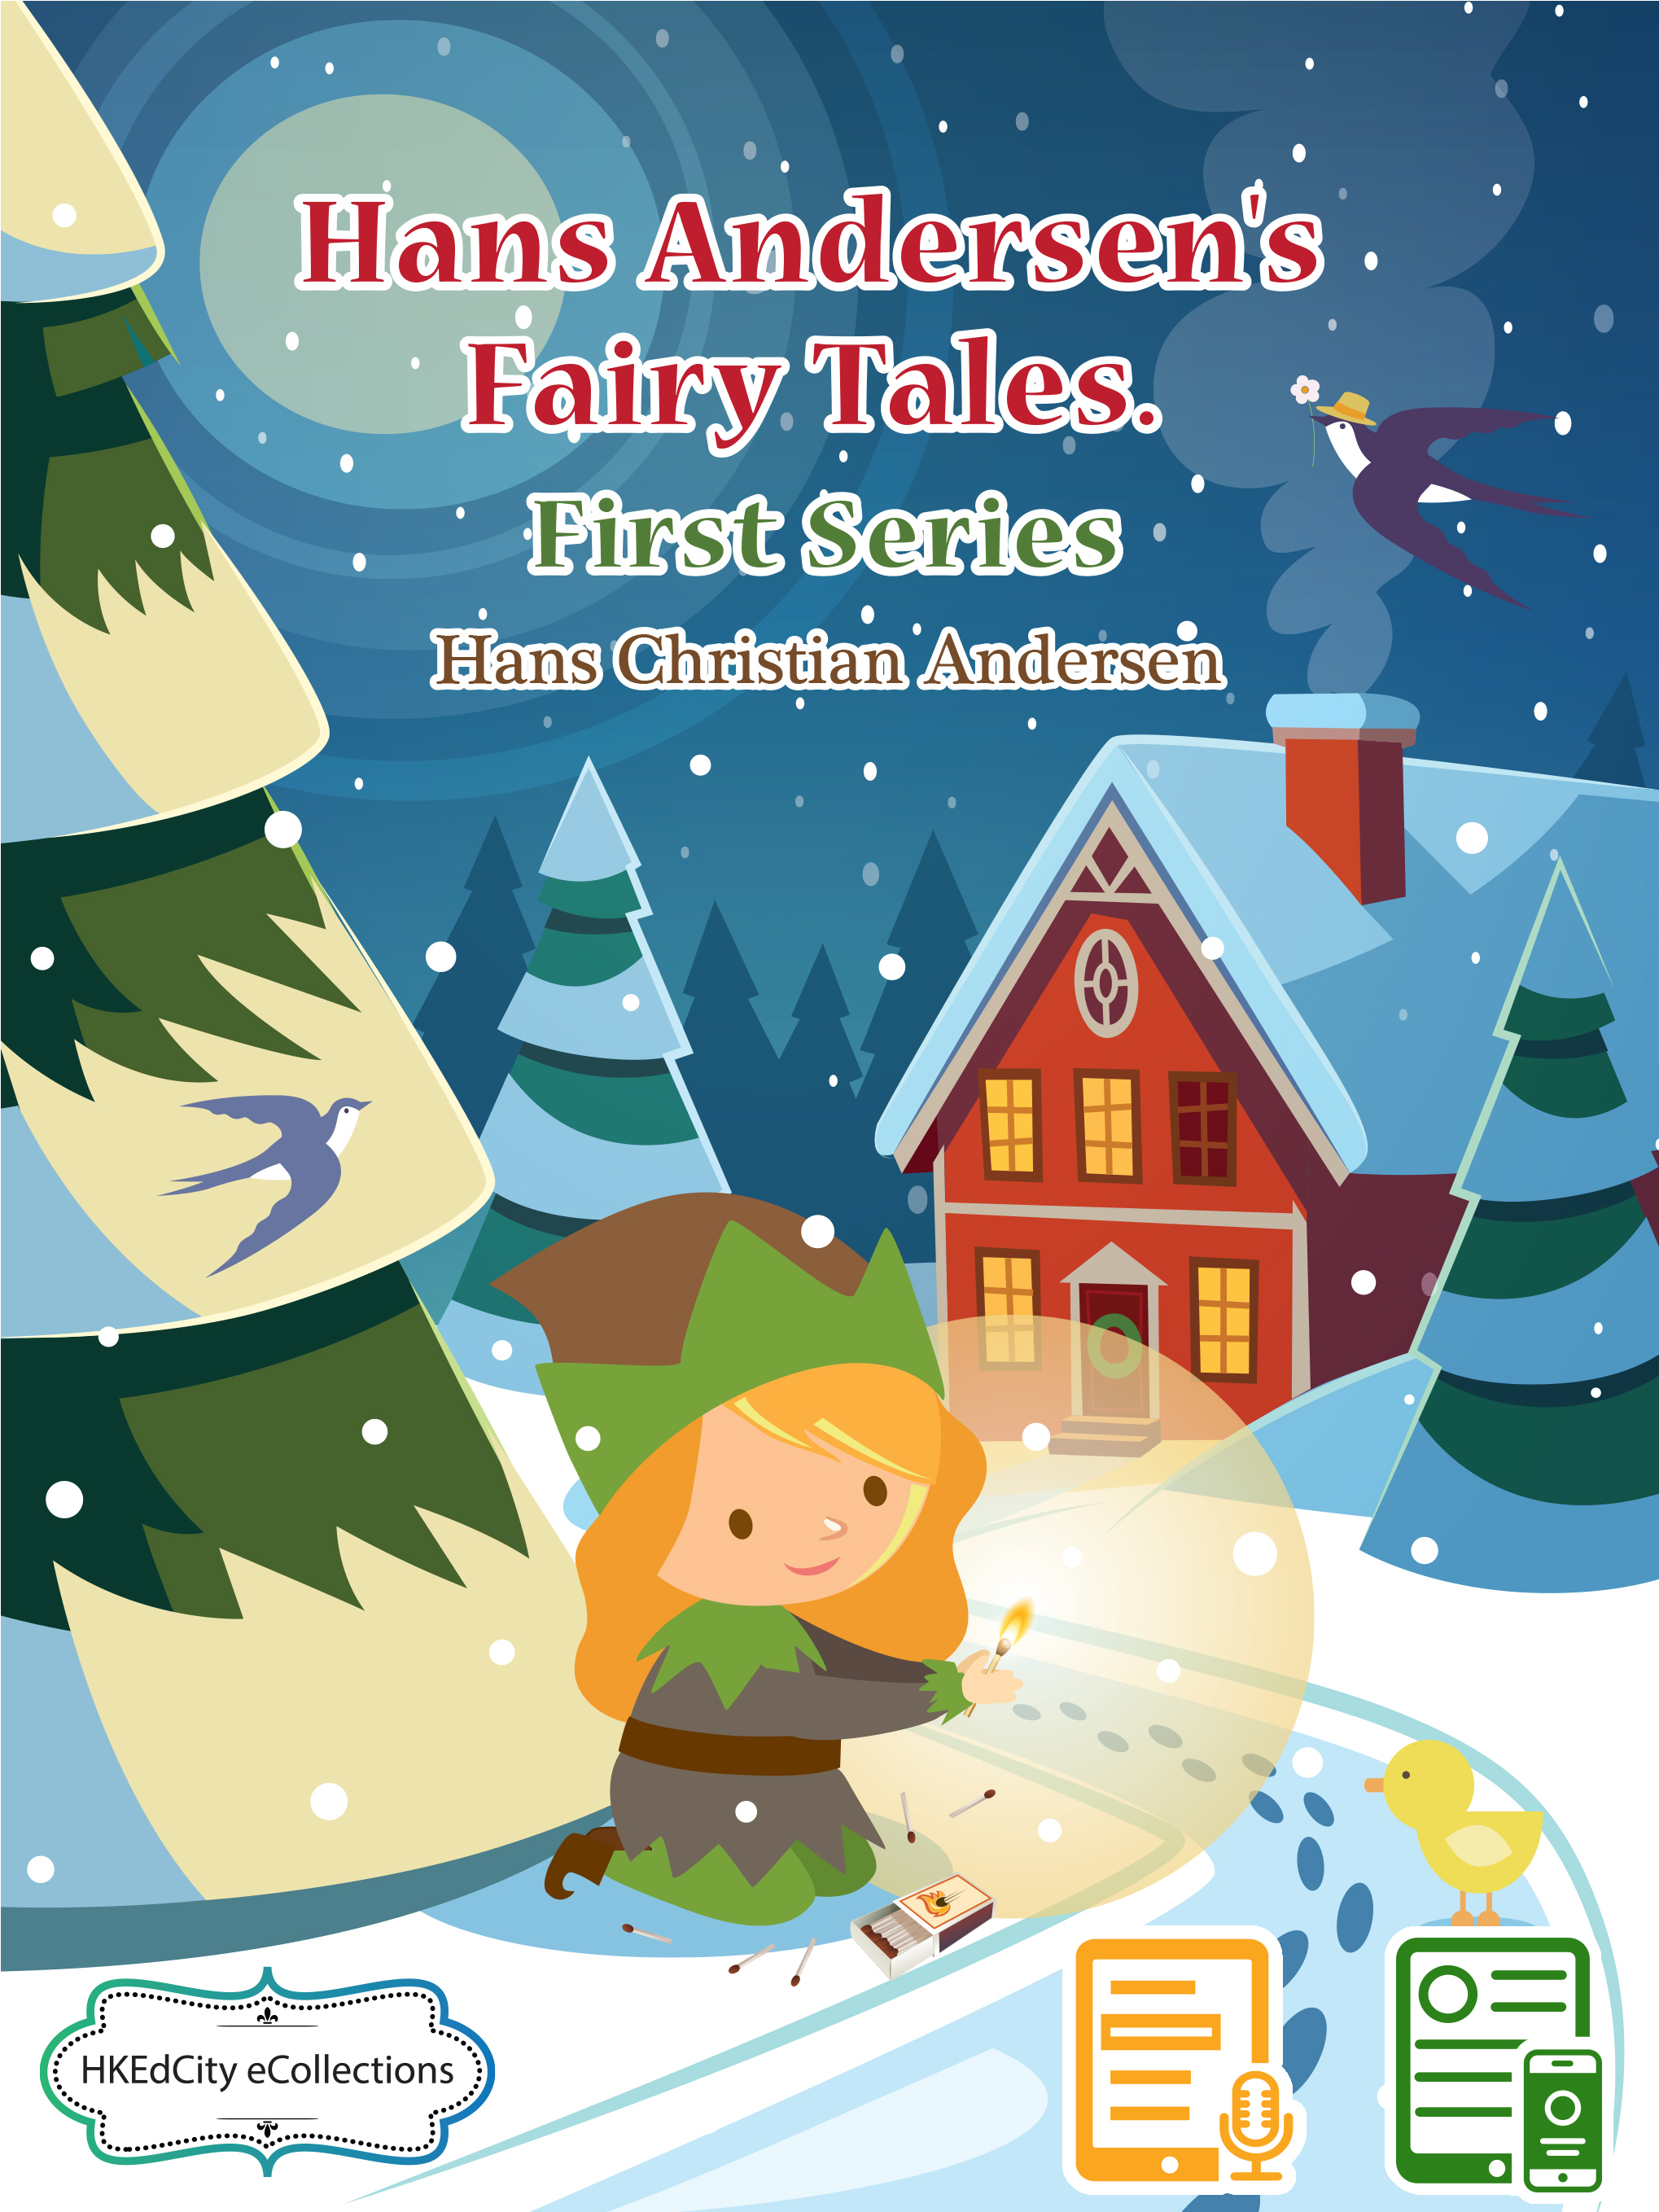 Hans Andersen's
Fairy Tales.
First Series
Hans Christian Andersen
HKEdCity eCollections